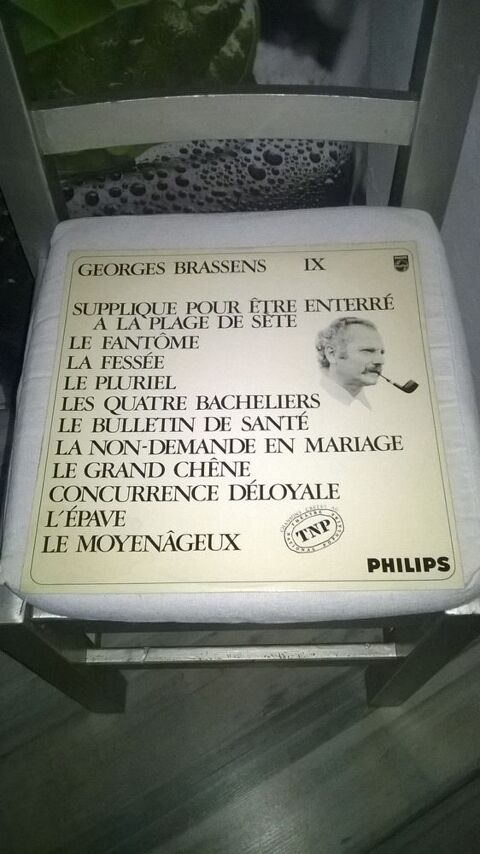 GEORGES BRASSENS IX
SUPPLIQUE POUR ÊTRE ENTERRÉ
A LA PLAGE DE SÈTE
LE FANTÔME
LA FESSÉE
LE PLURIEL
LES QUATRE BACHELIERS
LE BULLETIN DE SANTÉ
LA NON-DEMANDE EN MARIAGE
LE GRAND CHÊNE
CONCURRENCE DÉLOYALE
L'ÉPAVE
LE MOYENÂGEUX
TNP
PHILIPS